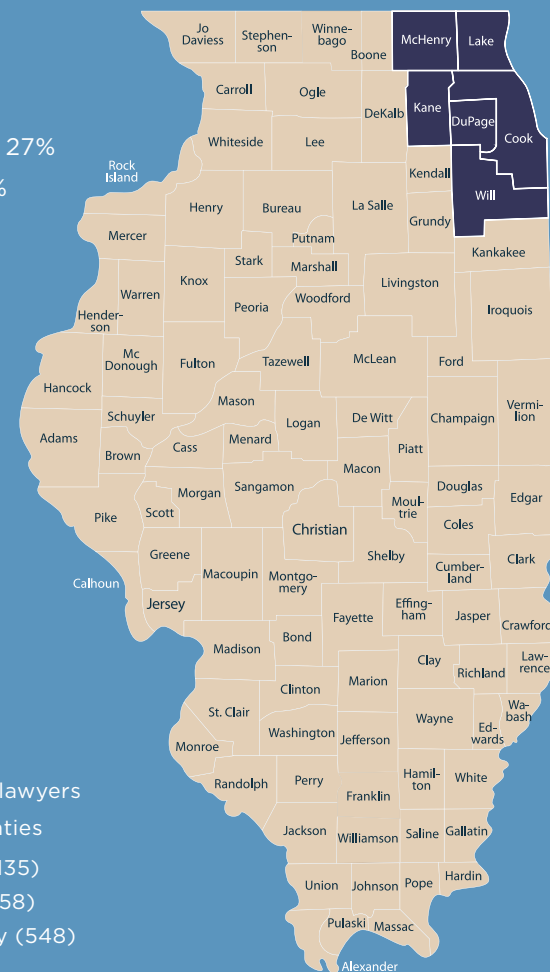 Jo
Daviess
Stephen-
son
Winne-
bago
Boone
McHenry
Lake
Carroll
Ogle
DeKalb
Kane
DuPage
Cook
27%
%
Whiteside
Lee
Rock
Island
Kendall
Will
Henry
Bureau
La Salle
Grundy
Mercer
Putnam
Kankakee
Stark
Marshall
Knox
Livingston
Warren
Woodford
Peoria
Iroquois
Hender-
son
Mc
Donough
Fulton
Tazewell
McLean
Ford
Hancock
Mason
Vermi-
lion
Schuyler
Logan
De Witt
Champaign
Adams
Menard
Cass
Piatt
Brown
Macon
Sangamon
Douglas
Morgan
Edgar
Moul-
trie
Scott
Pike
Coles
Christian
Greene
Shelby
Clark
Cumber-
land
Calhoun
Macoupin
Montgo-
mery
Jersey
Effing-
ham
Fayette
Jasper
Crawford
Bond
Madison
Clay
Law-
rence
Richland
Marion
Clinton
St. Clair
Wa-
bash
Wayne
Washington
Ed-
wards
Jefferson
Monroe
Hamil-
ton
White
Perry
Randolph
Franklin
lawyers
Jackson
Williamson
Saline
Gallatin
nties
135)
Union
Johnson
Pope
Hardin
58)
Pulaski
Massac
y (548)
Alexander